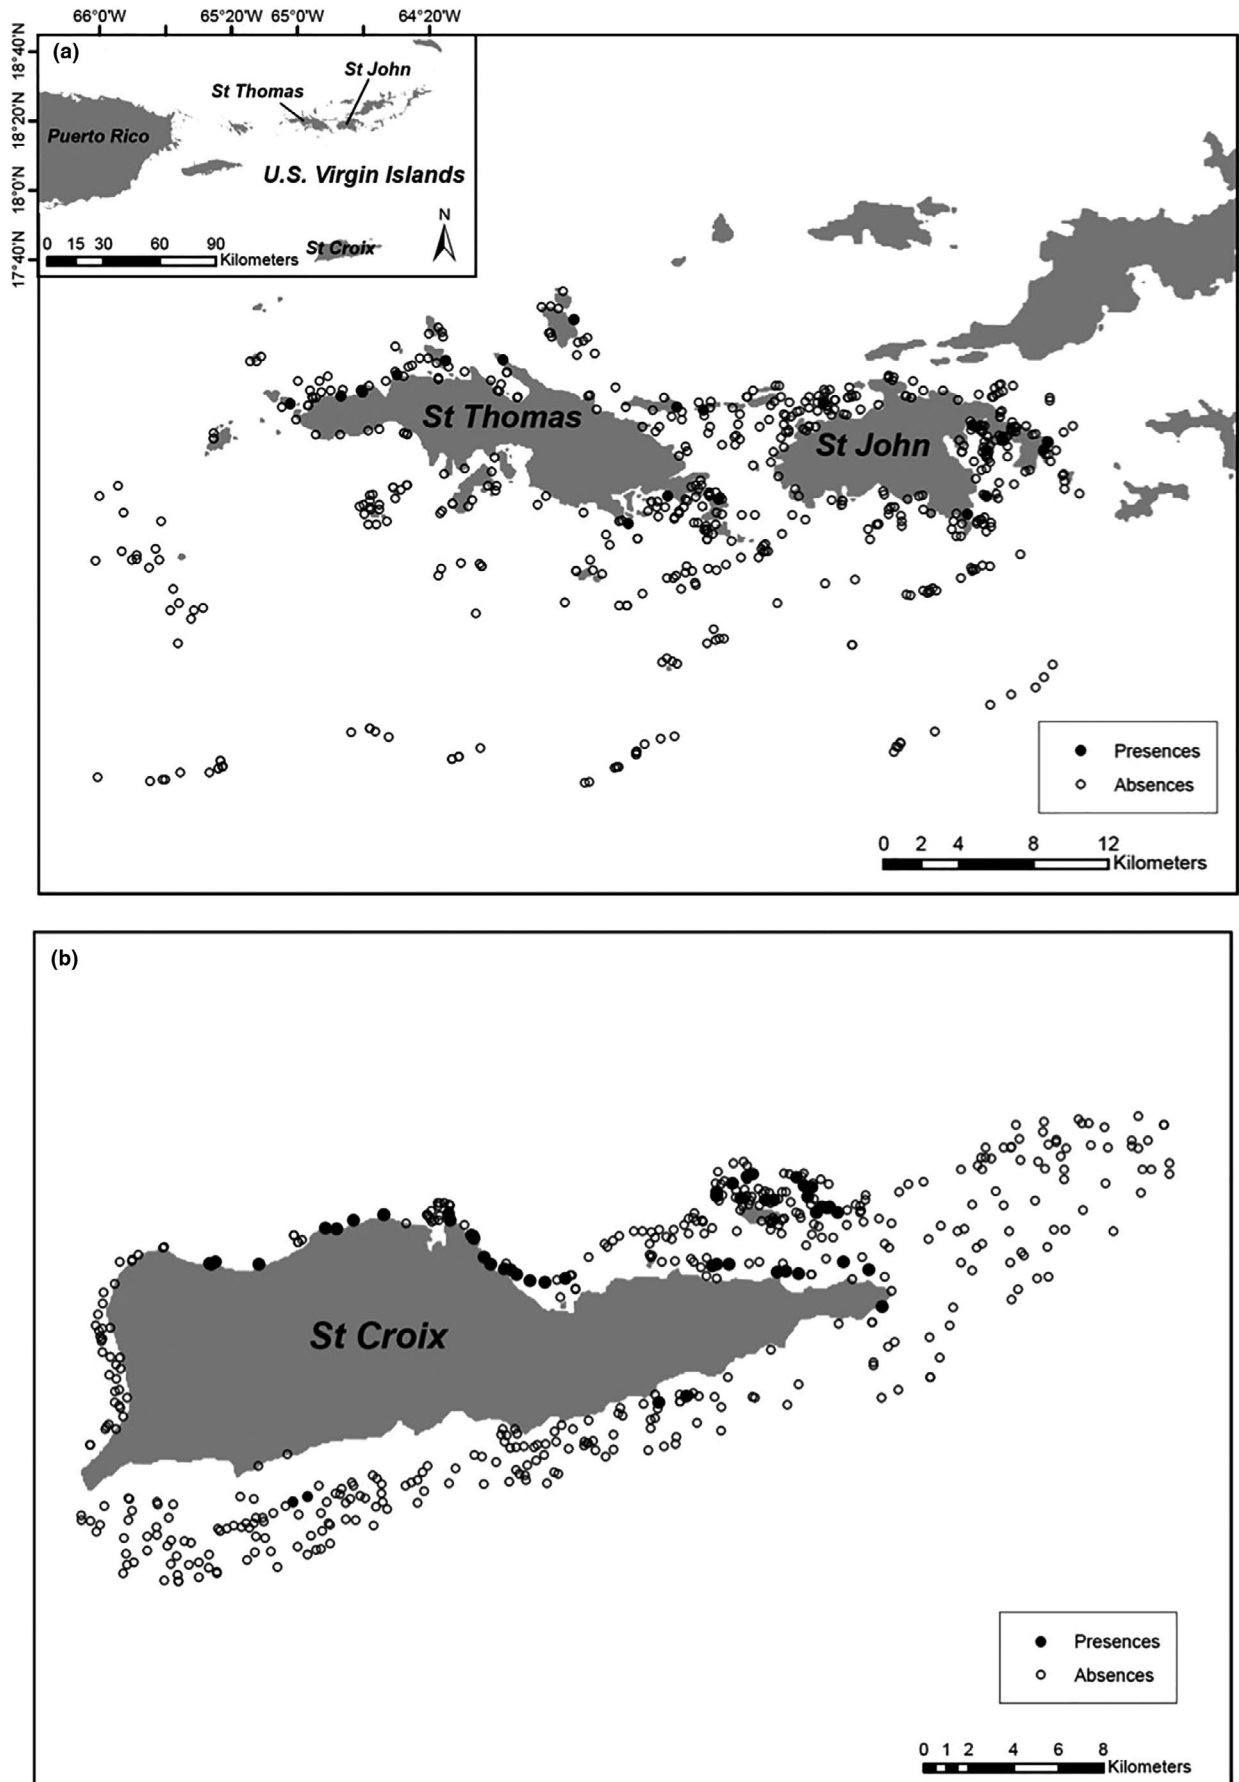 66°0'W 65°20'W 65°0'W 64°20'W
18°40'N
18°20'N
18°0'N
17°40'N
(a)
St John
St Thomas
Puerto Rico
U.S. Virgin Islands
N
St Croix
0 15 30 60 90
Kilometers
St Thomas
St John
Presences
Absences
0 2 4 8 12
Kilometers
(b)
St Croix
Presences
Absences
0 1 2 4 6 8
Kilometers